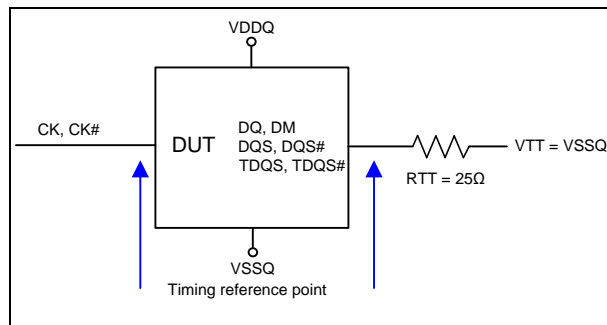 VDDQ
CK, CK#
DUT
DQ, DM
DQS, DQS#
TDQS, TDQS#
VTT = VSSQ
RTT = 25Ω
VSSQ
Timing reference point